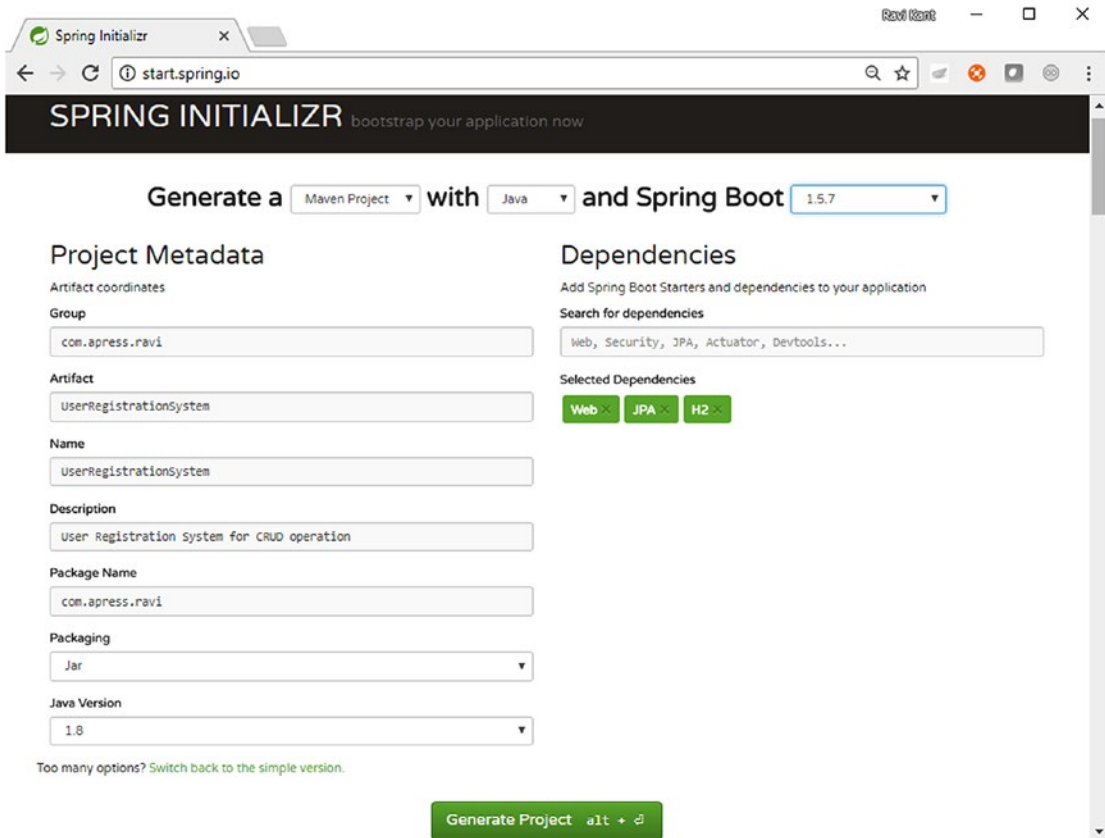 Ravi Kant
Spring Initializr
start.spring.io
SPRING INITIALIZR bootstrap your application now
Generate a Maven Project with Java and Spring Boot 1.5.7
Project Metadata
Artifact coordinates
Group
com.apress.ravi
Artifact
UserRegistrationSystem
Name
UserRegistrationSystem
Description
User Registration System for CRUD operation
Package Name
com.apress.ravi
Packaging
Jar
Java Version
1.8
Too many options? Switch back to the simple version.
Dependencies
Add Spring Boot Starters and dependencies to your application
Search for dependencies
Web, Security, JPA, Actuator, Devtools...
Selected Dependencies
Web × JPA × H2 ×
Generate Project alt + ⏎